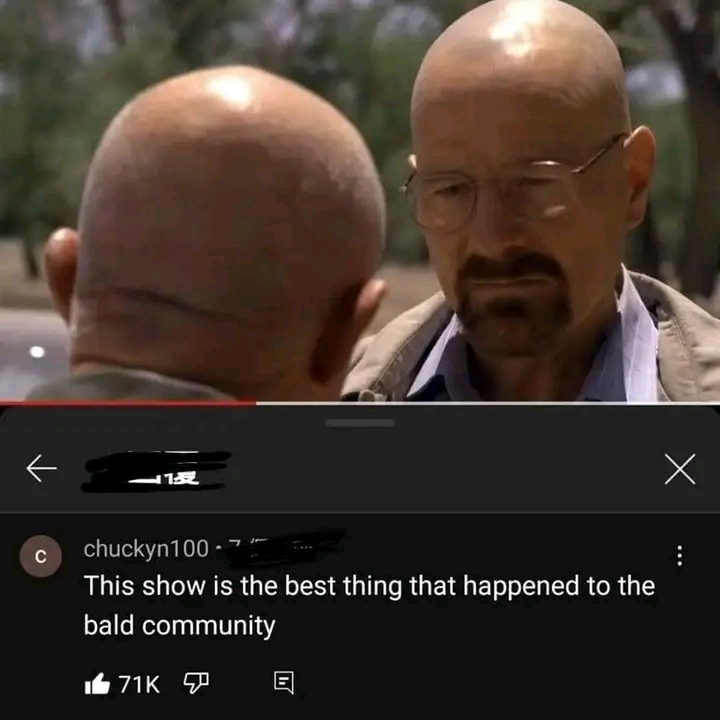 C
chuckyn100 •
This show is the best thing that happened to the
bald community
71K